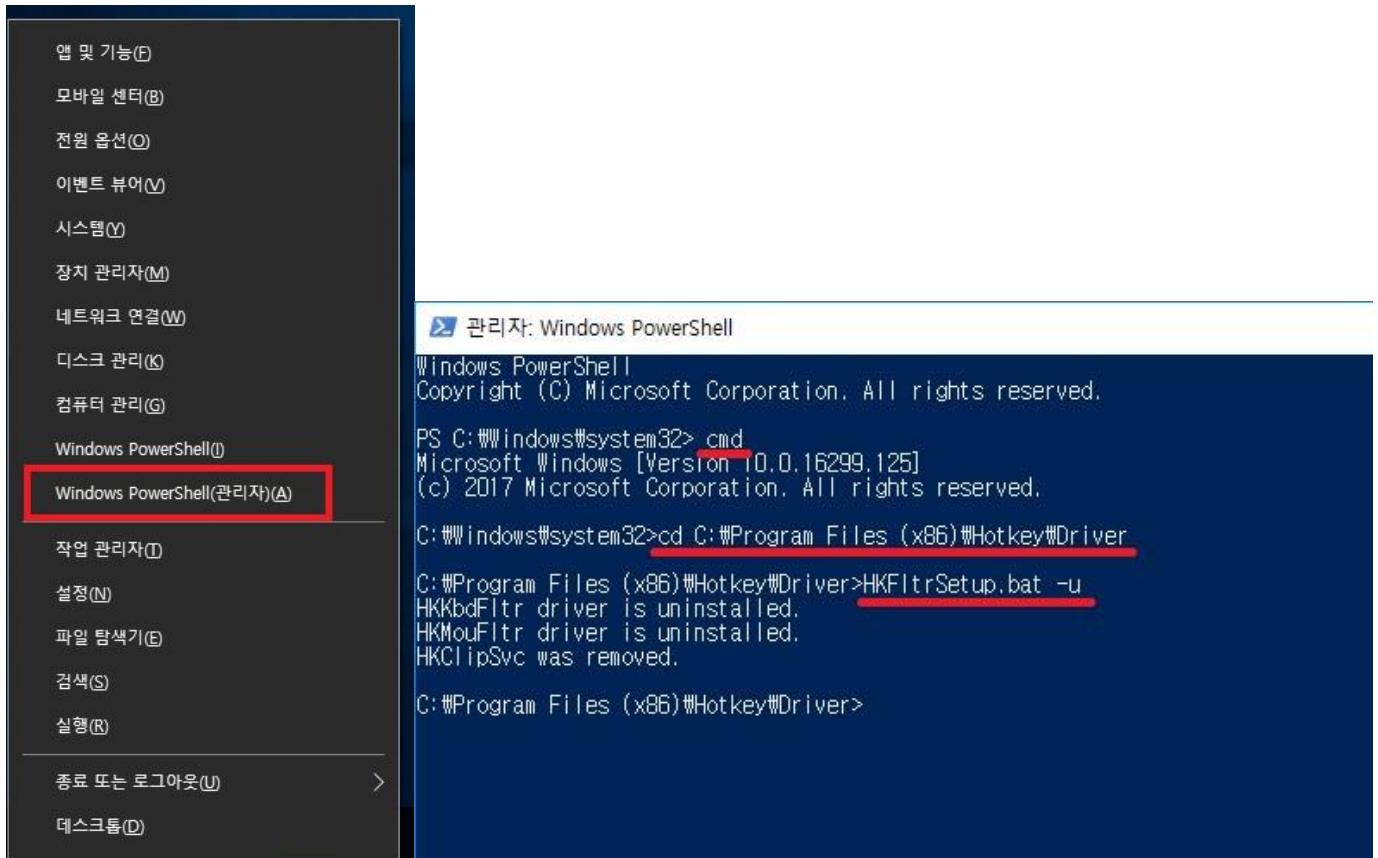 앱 및 기능(F)
모바일 센터(B)
전원 옵션(O)
이벤트 뷰어(V)
시스템(Y)
장치 관리자(M)
네트워크 연결(W)
디스크 관리(K)
컴퓨터 관리(G)
Windows PowerShell(I)
Windows PowerShell(관리자)(A)
작업 관리자(T)
설정(N)
파일 탐색기(E)
검색(S)
실행(R)
종료 또는 로그아웃(U)
데스크톱(D)
관리자: Windows PowerShell
Windows PowerShell
Copyright (C) Microsoft Corporation. All rights reserved.
PS C:₩Windows₩system32> cmd
Microsoft Windows [Version 10.0.16299.125]
(c) 2017 Microsoft Corporation. All rights reserved.
C:₩Windows₩system32>cd C:₩Program Files (x86)₩Hotkey₩Driver
C:₩Program Files (x86)₩Hotkey₩Driver>HKFltrSetup.bat -u
HKKbdFltr driver is uninstalled.
HKMouFltr driver is uninstalled.
HKClipSvc was removed.
C:₩Program Files (x86)₩Hotkey₩Driver>